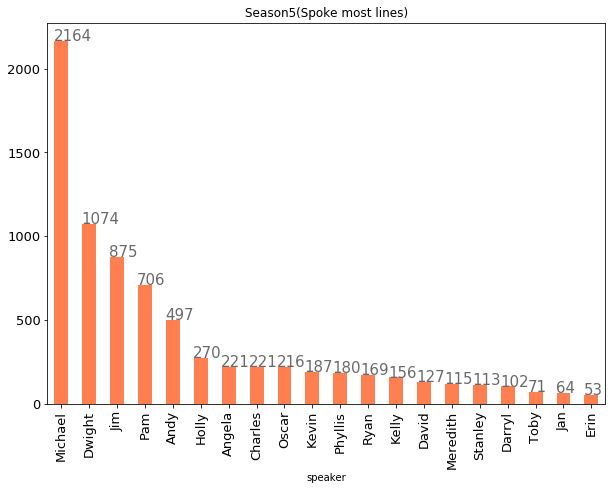 Season5(Spoke most lines)
2164
1074
875
706
497
270
221
221
216
187
180
169
156
127
115
113
102
71
64
53
2000
1500
1000
500
0
Michael
Dwight
Jim
Pam
Andy
Holly
Angela
Charles
Oscar
Kevin
Phyllis
Ryan
Kelly
David
Meredith
Stanley
Darryl
Toby
Jan
Erin
speaker